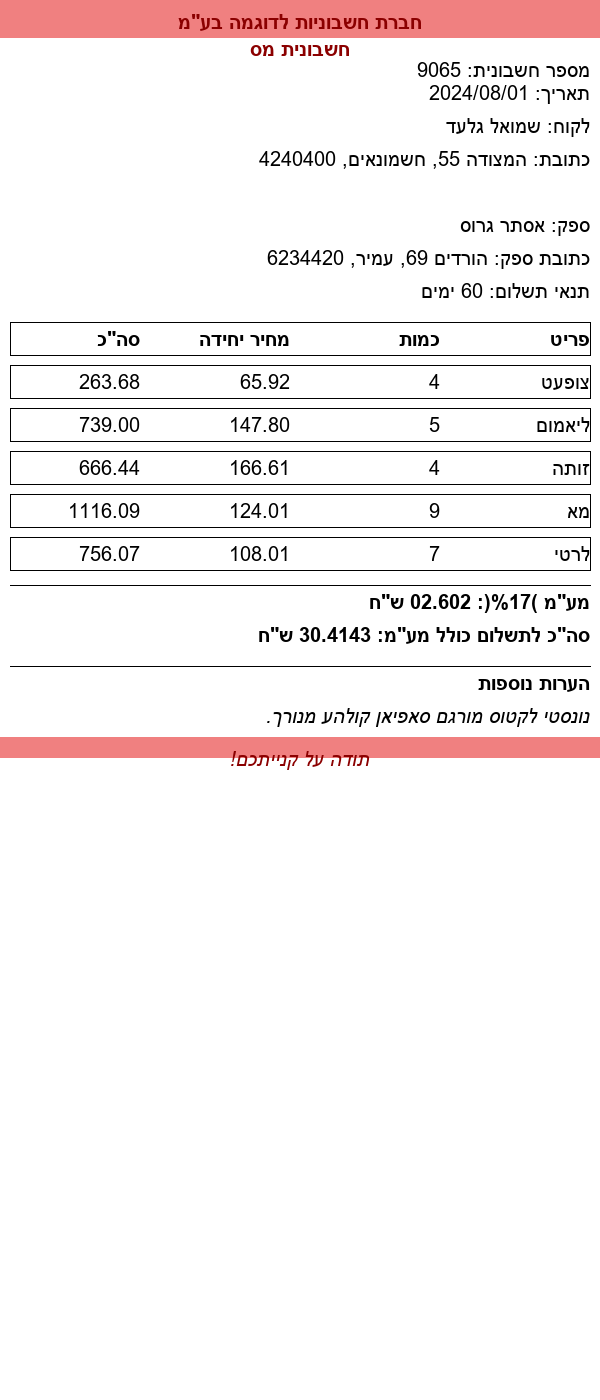 חברת חשבוניות לדוגמה בע"מ
חשבונית מס
מספר חשבונית: 9065
תאריך: 2024/08/01
לקוח: שמואל גלעד
כתובת: המצודה 55, חשמונאים, 4240400
ספק: אסתר גרוס
כתובת ספק: הורדים 69, עמיר, 6234420
תנאי תשלום: 60 ימים
פריט כמות מחיר יחידה סה"כ
צופעט 4 65.92 263.68
ליאמום 5 147.80 739.00
זותה 4 166.61 666.44
מא 9 124.01 1116.09
לרטי 7 108.01 756.07
מע"מ )17%(: 02.602 ש"ח
סה"כ לתשלום כולל מע"מ: 30.4143 ש"ח
הערות נוספות
נונסטי לקטוס מורגם סאפיאן קולהע מנורך.
תודה על קנייתכם!